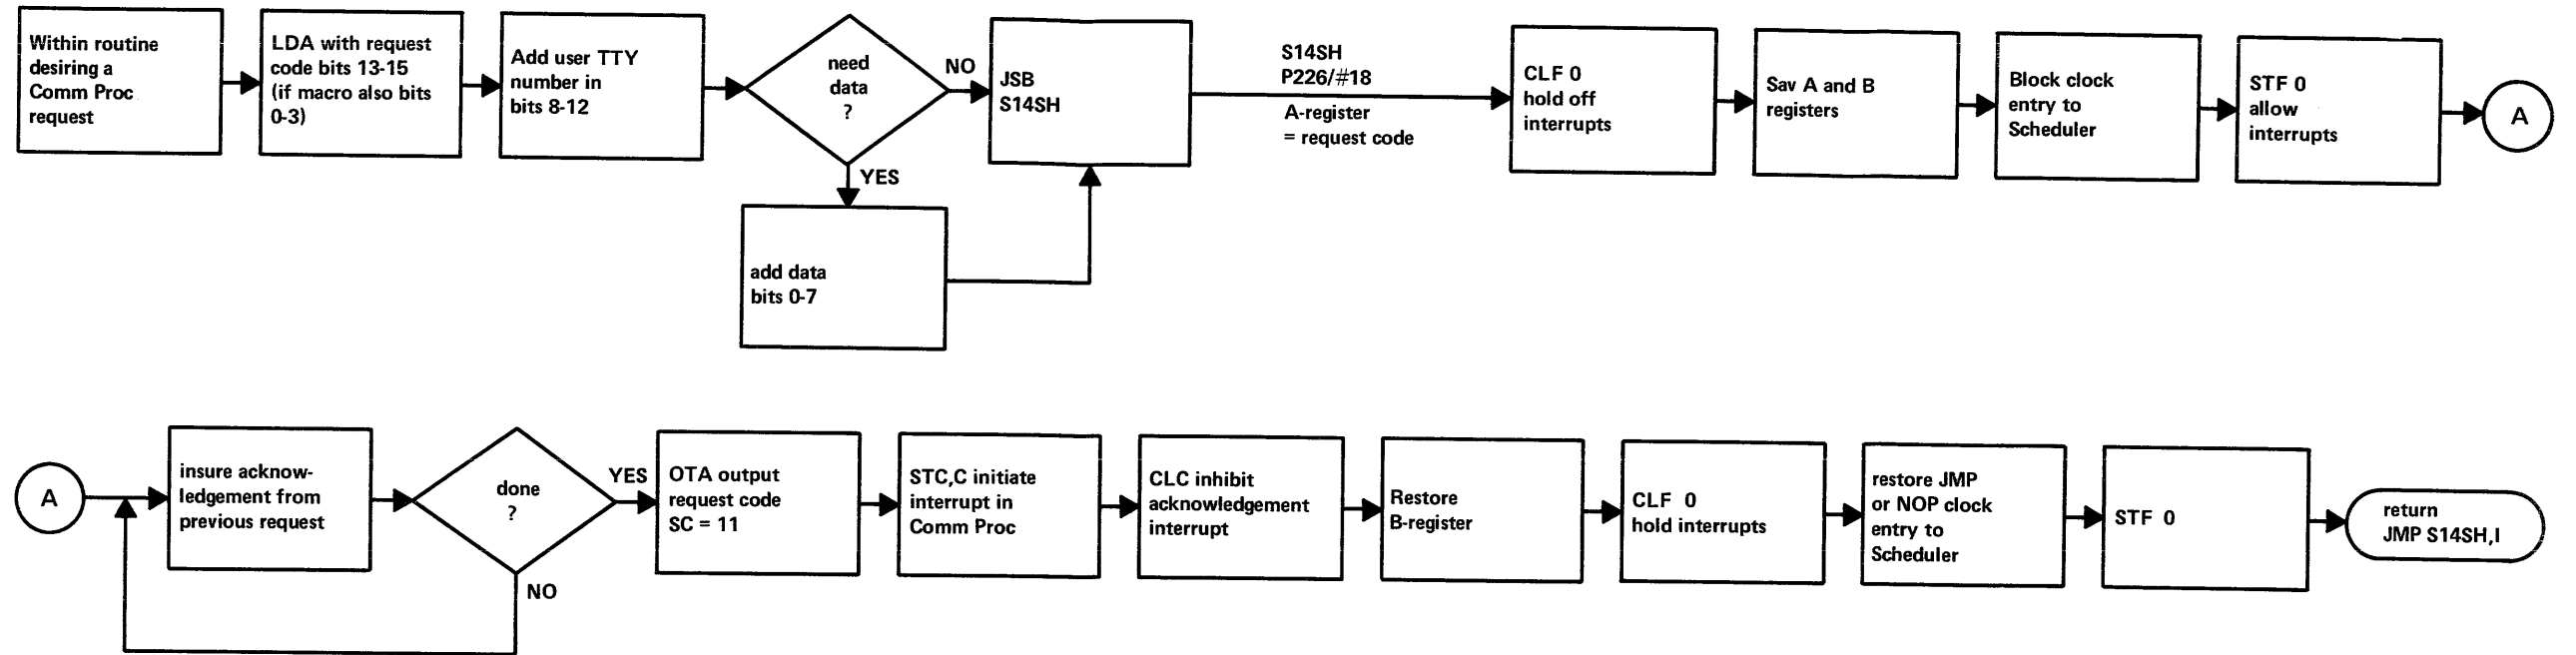 Within routine
desiring a
Comm Proc
request
LDA with request
code bits 13-15
(if macro also bits
0-3)
Add user TTY
number in
bits 8-12
need
data
?
NO
YES
add data
bits 0-7
JSB
S14SH
S14SH
P226/#18
A-register
= request code
CLF 0
hold off
interrupts
Sav A and B
registers
Block clock
entry to
Scheduler
STF 0
allow
interrupts
A
A
insure acknow-
ledgement from
previous request
done
?
YES
NO
OTA output
request code
SC = 11
STC,C initiate
interrupt in
Comm Proc
CLC inhibit
acknowledgement
interrupt
Restore
B-register
CLF 0
hold interrupts
restore JMP
or NOP clock
entry to
Scheduler
STF 0
return
JMP S14SH,I